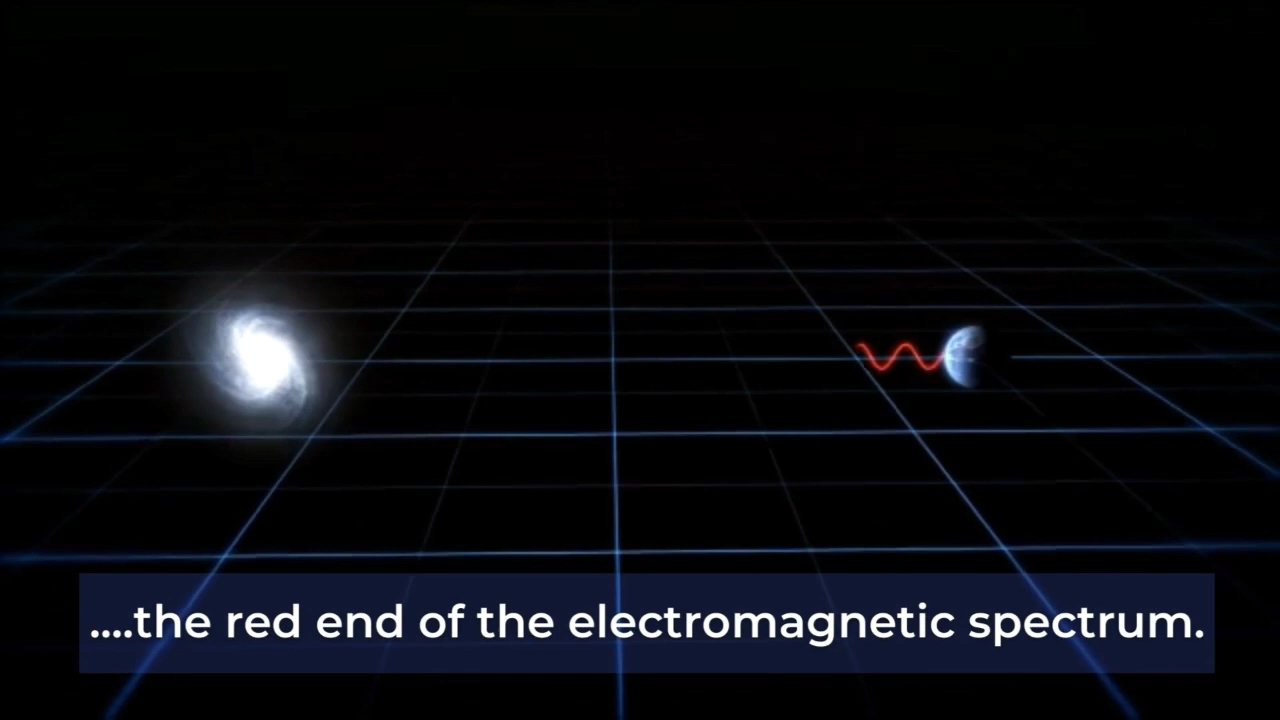 ....the red end of the electromagnetic spectrum.